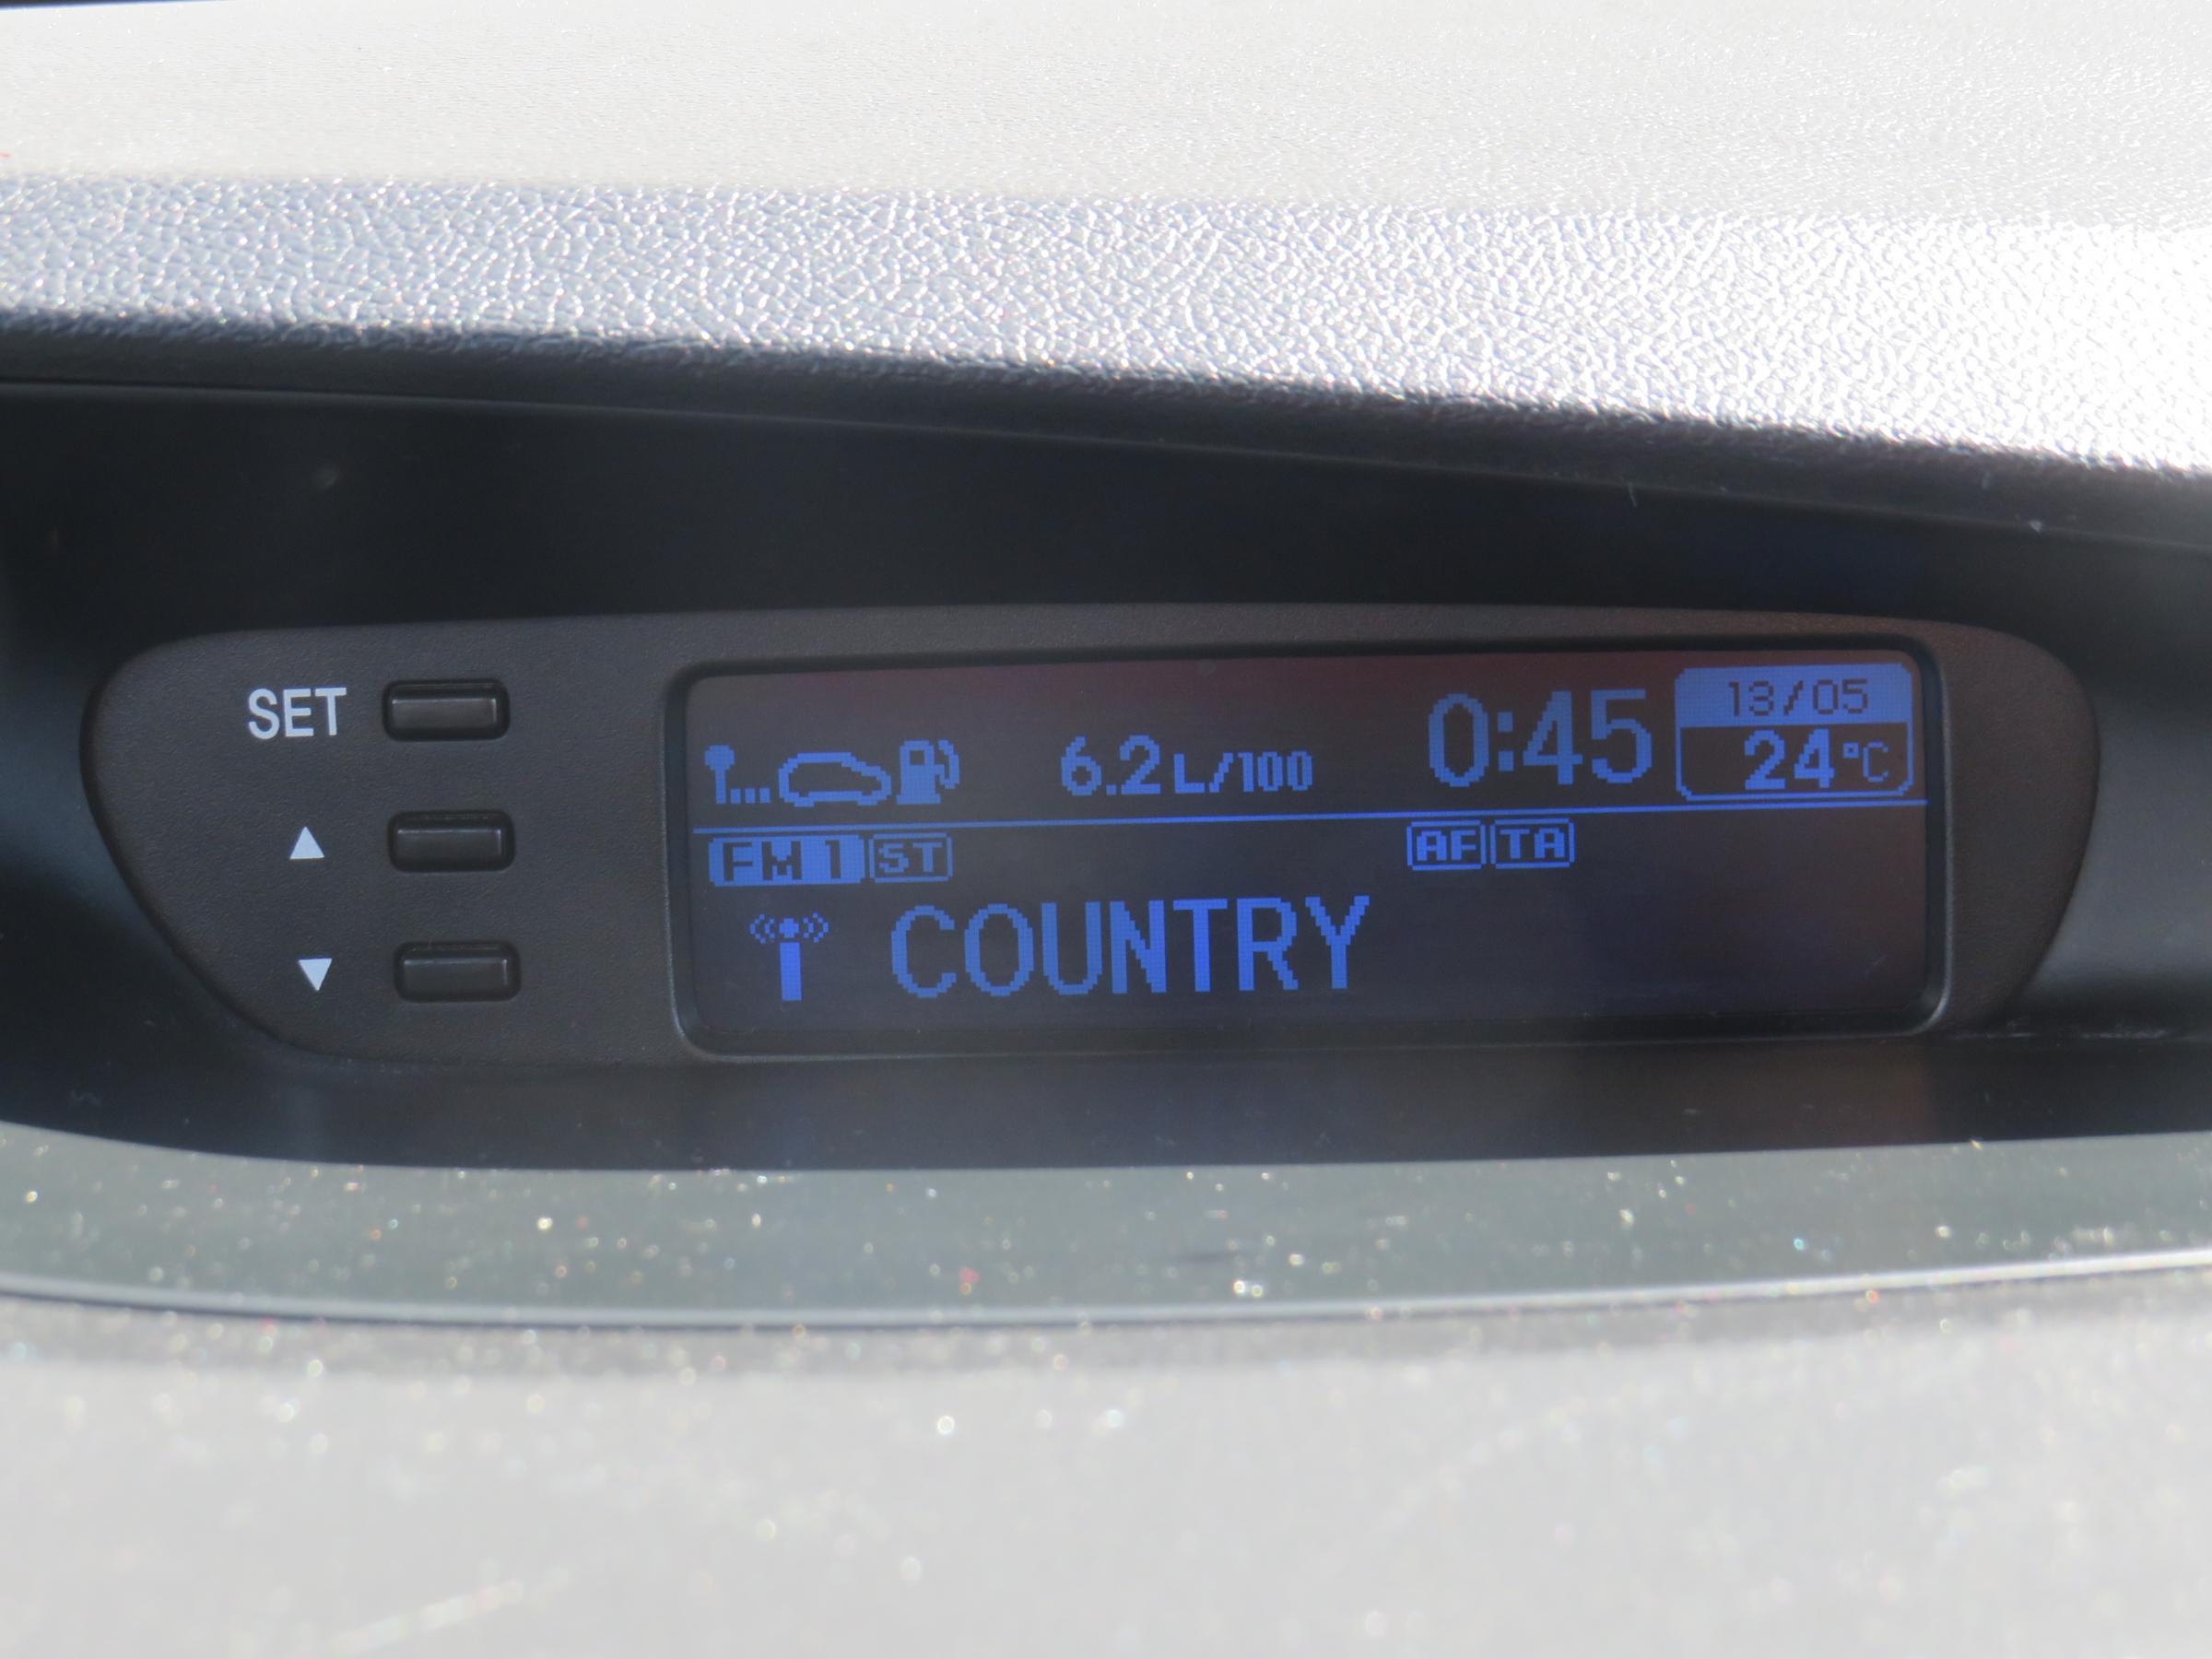 SET
6.2 L/100 0:45 13/05
24°C
FM 1 ST AF TA
COUNTRY